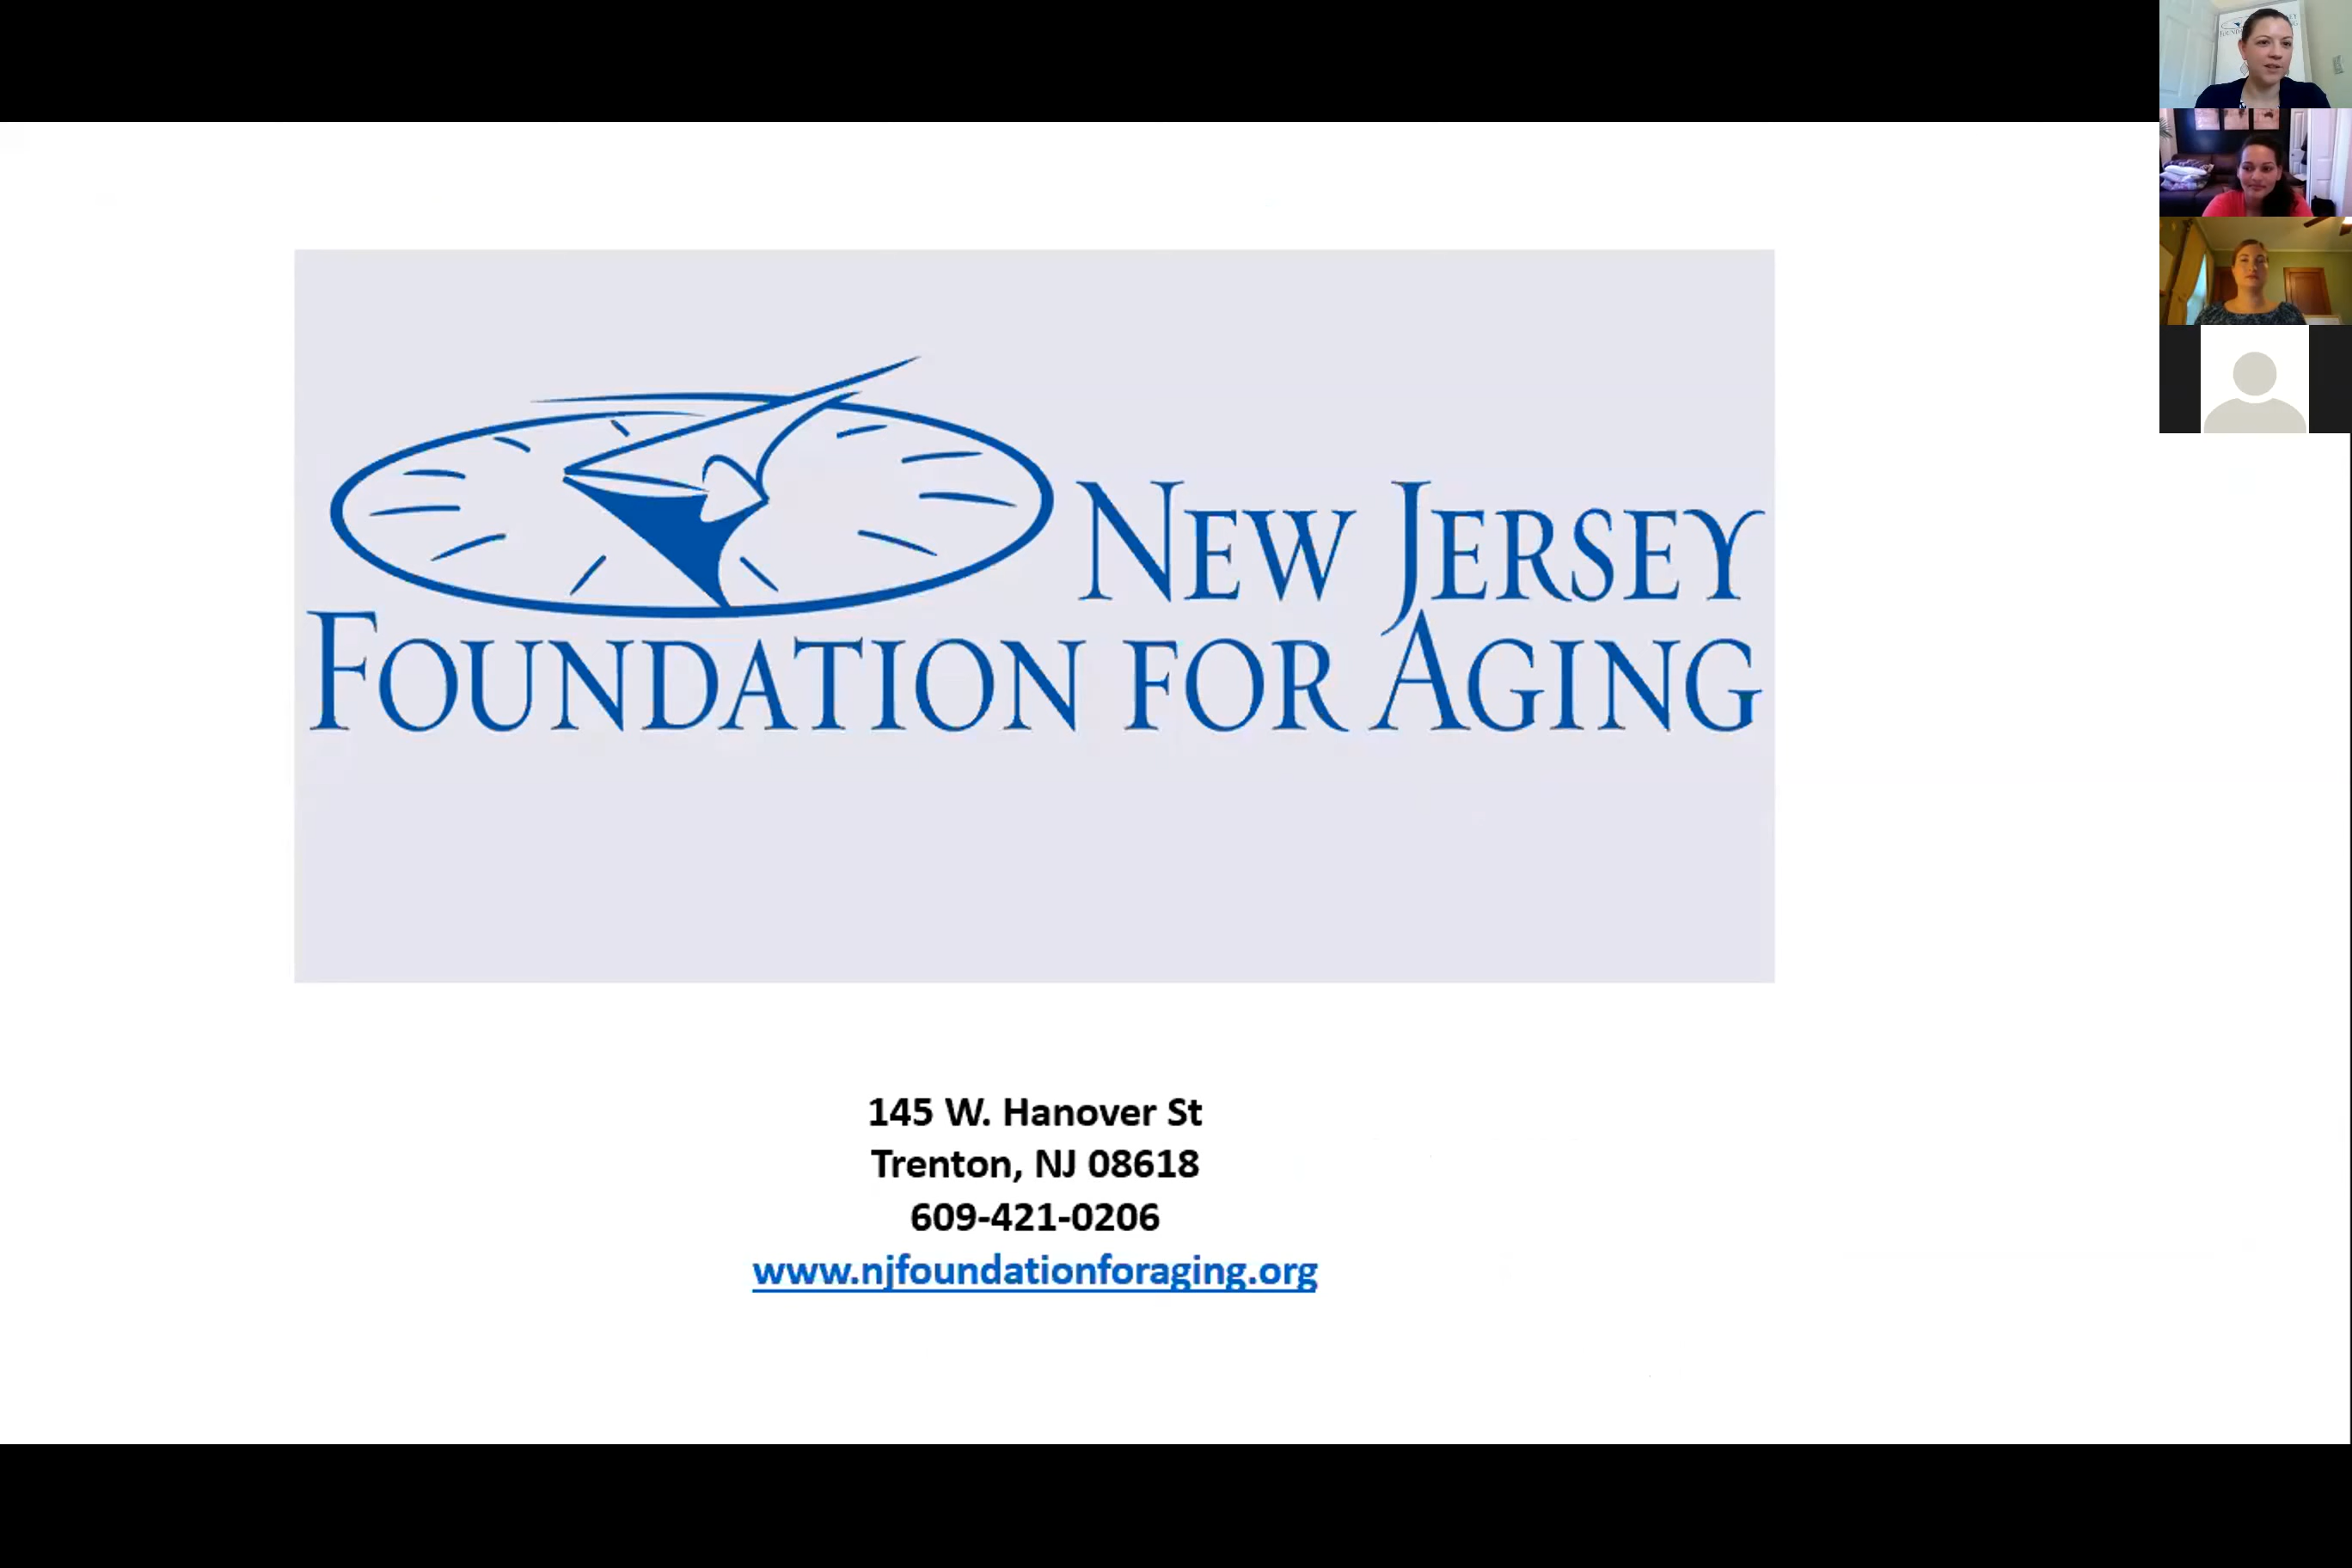 NEW JERSEY
FOUNDATION FOR AGING
145 W. Hanover St
Trenton, NJ 08618
609-421-0206
www.njfoundationforaging.org